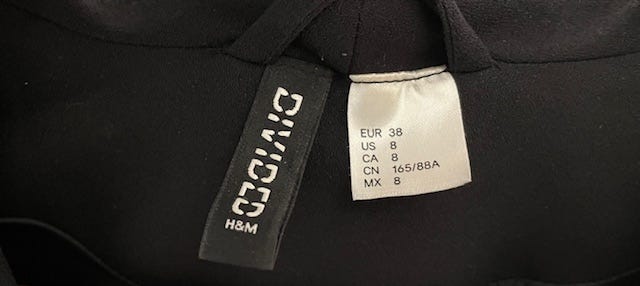 DIVIDED
H&M
EUR 38
US 8
CA 8
CN 165/88A
MX 8